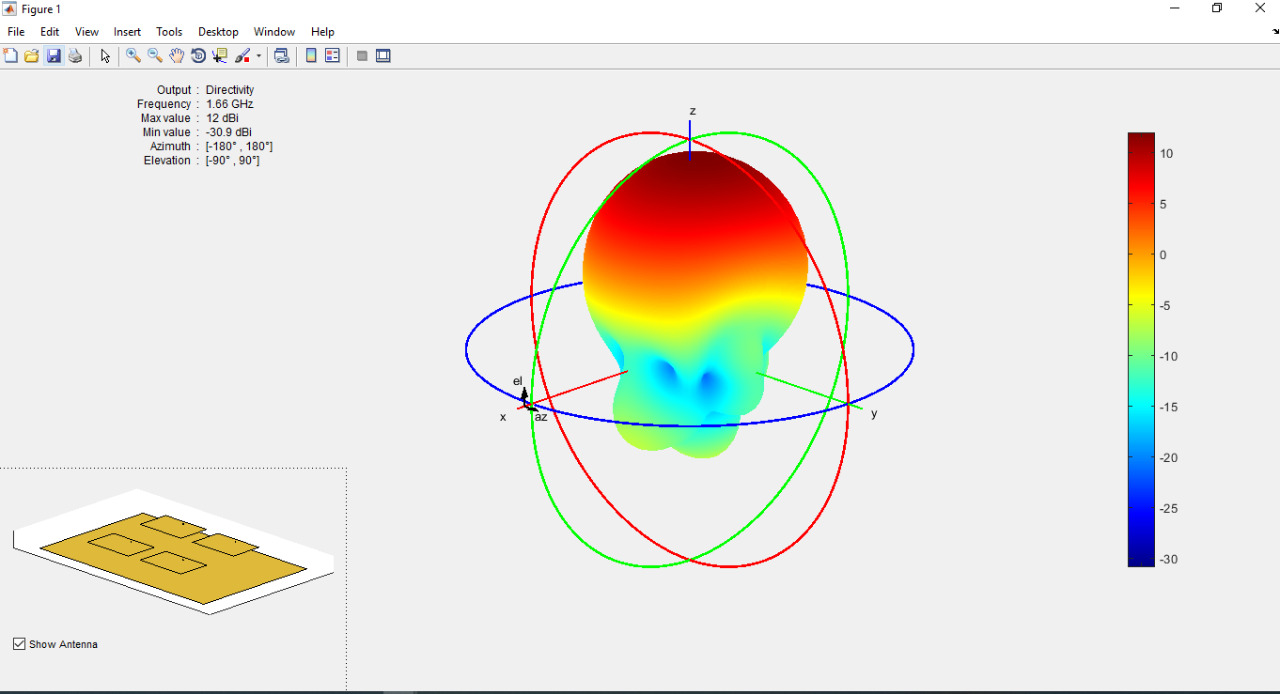 Figure 1
File Edit View Insert Tools Desktop Window Help
Output : Directivity
Frequency : 1.66 GHz
Max value : 12 dBi
Min value : -30.9 dBi
Azimuth : [-180° , 180°]
Elevation : [-90° , 90°]
z
el
x
az
y
10
5
0
-5
-10
-15
-20
-25
-30
Show Antenna